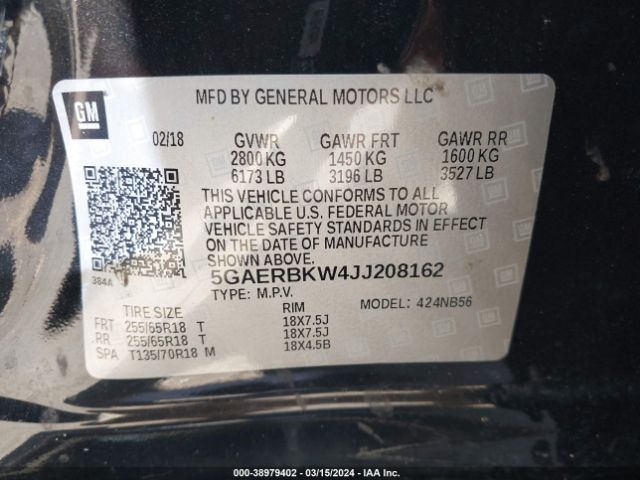 GM
MFD BY GENERAL MOTORS LLC
02/18 GVWR GAWR FRT GAWR RR
2800 KG 1450 KG 1600 KG
6173 LB 3196 LB 3527 LB
THIS VEHICLE CONFORMS TO ALL
APPLICABLE U.S. FEDERAL MOTOR
VEHICLE SAFETY STANDARDS IN EFFECT
ON THE DATE OF MANUFACTURE
SHOWN ABOVE.
384A
5GAERBKW4JJ208162
TYPE: M.P.V. MODEL: 424NB56
TIRE SIZE RIM
FRT 255/65R18 T 18X7.5J
RR 255/65R18 T 18X7.5J
SPA T135/70R18 M 18X4.5B
000-38979402 - 03/15/2024 - IAA Inc.